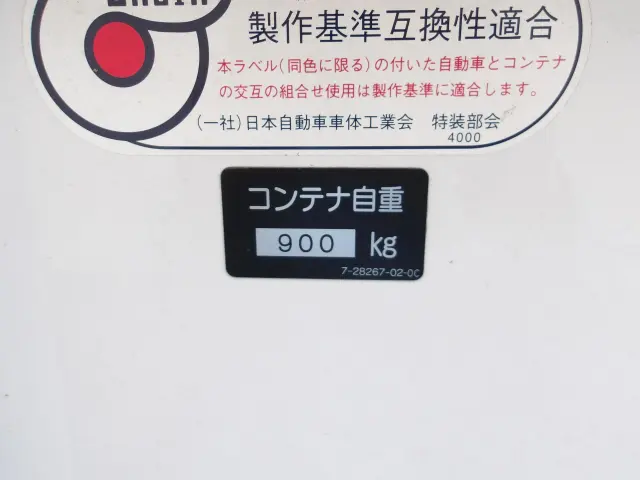 製作基準互換性適合
本ラベル(同色に限る)の付いた自動車とコンテナ
の交互の組合せ使用は製作基準に適合します。
(一社)日本自動車車体工業会 特装部会
4000
コンテナ自重
900 kg
7-28267-02-0C